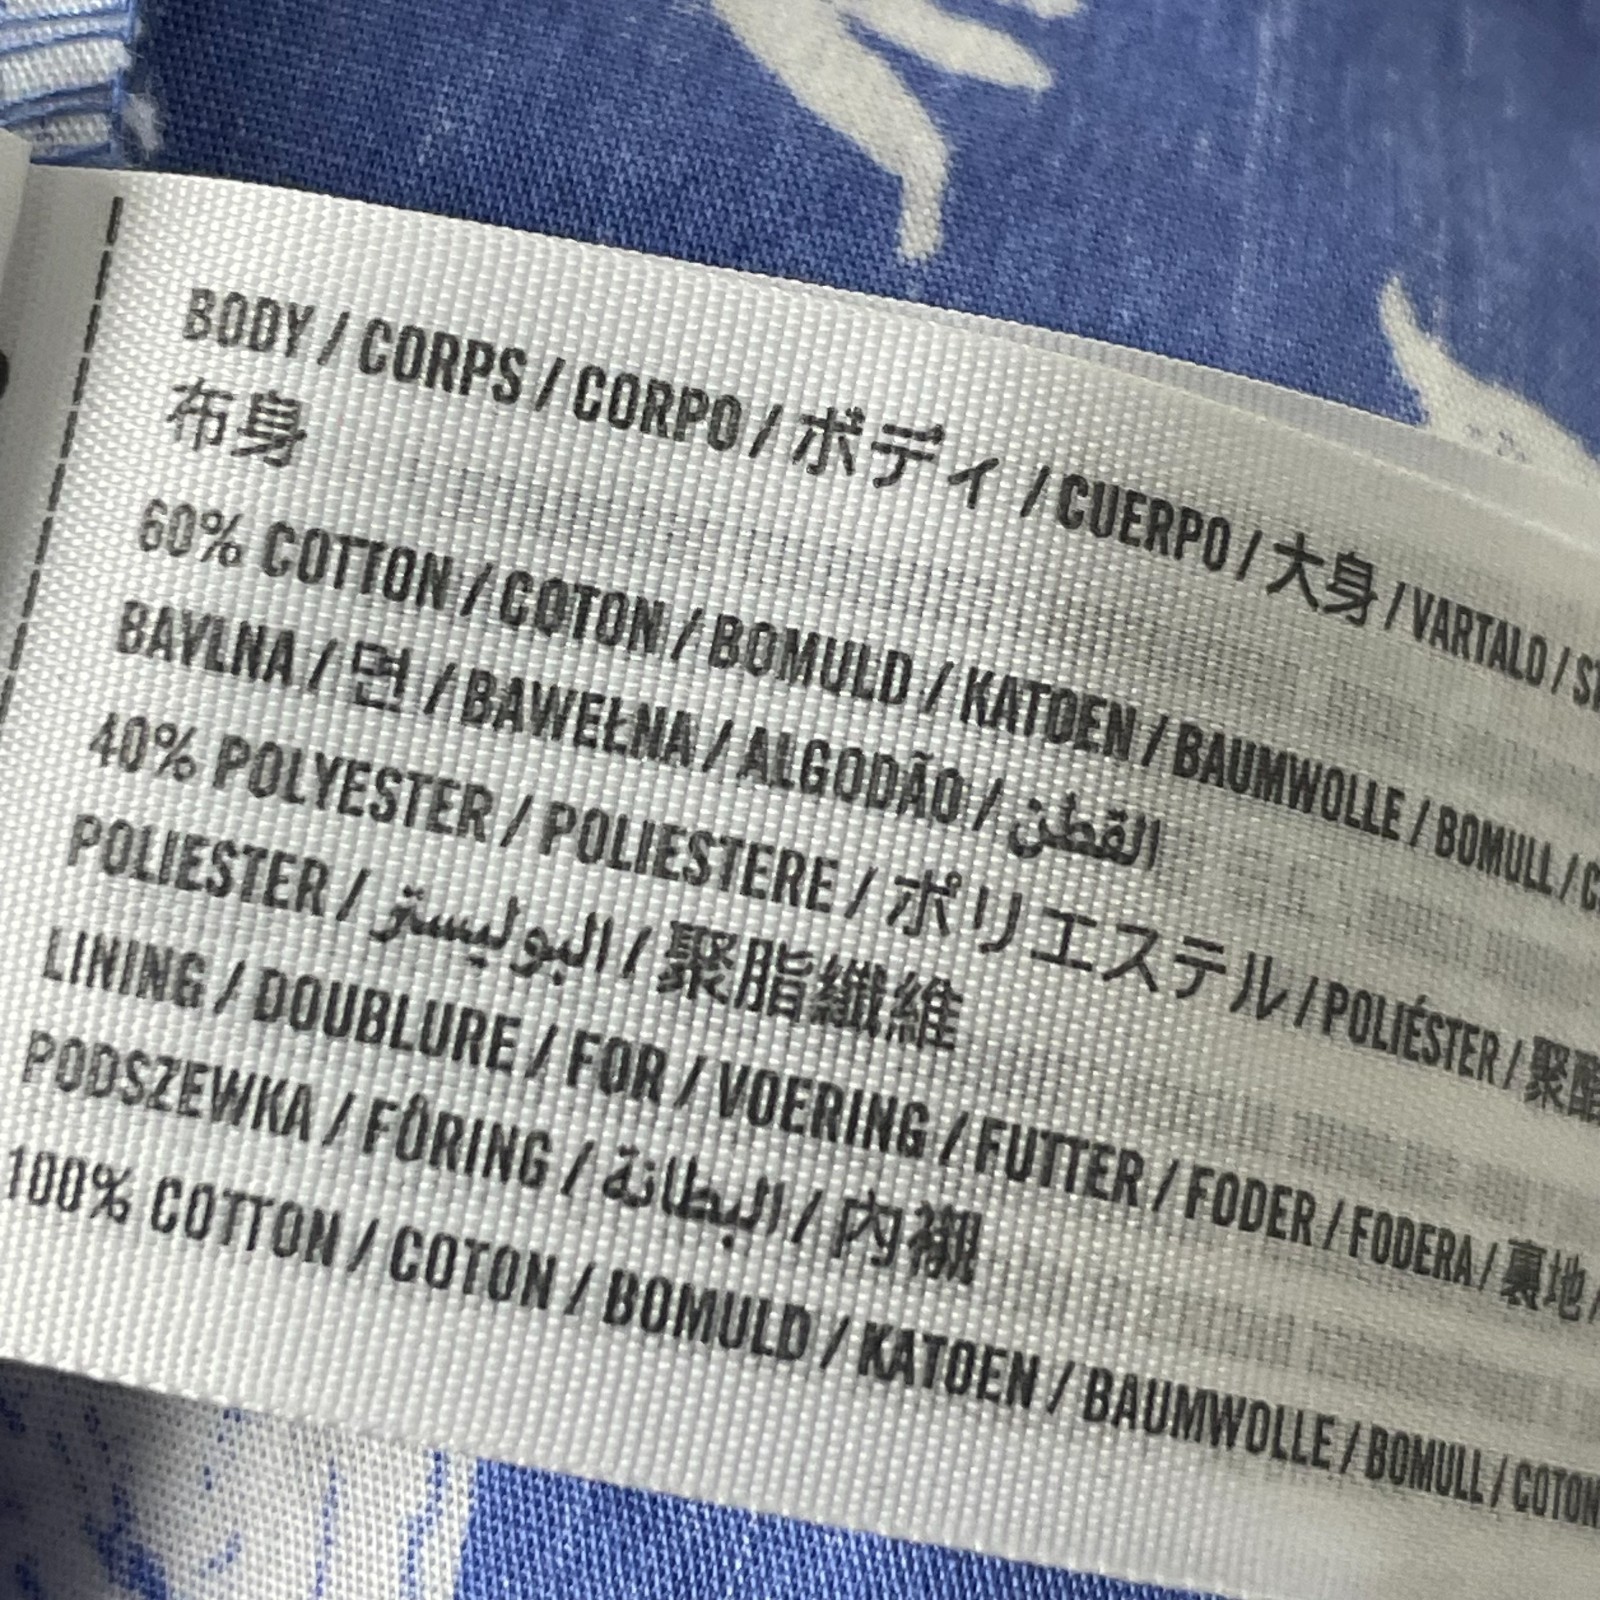 BODY / CORPS / CORPO / ボディ / CUERPO / 大身 / VARTALO /
布身
60% COTTON / COTON / BOMULD / KATOEN / BAUMWOLLE / BOMULL /
BAVLNA / 면 / BAWEŁNA / ALGODÃO / القطن
40% POLYESTER / POLIESTERE / ポリエステル / POLIÉSTER / 聚酯
POLIESTER / البوليستر / 聚脂纖維
LINING / DOUBLURE / FOR / VOERING / FUTTER / FODER / FODERA / 裏地 /
PODSZEWKA / FÔRING / البطانة / 內襯
100% COTTON / COTON / BOMULD / KATOEN / BAUMWOLLE / BOMULL / COTON